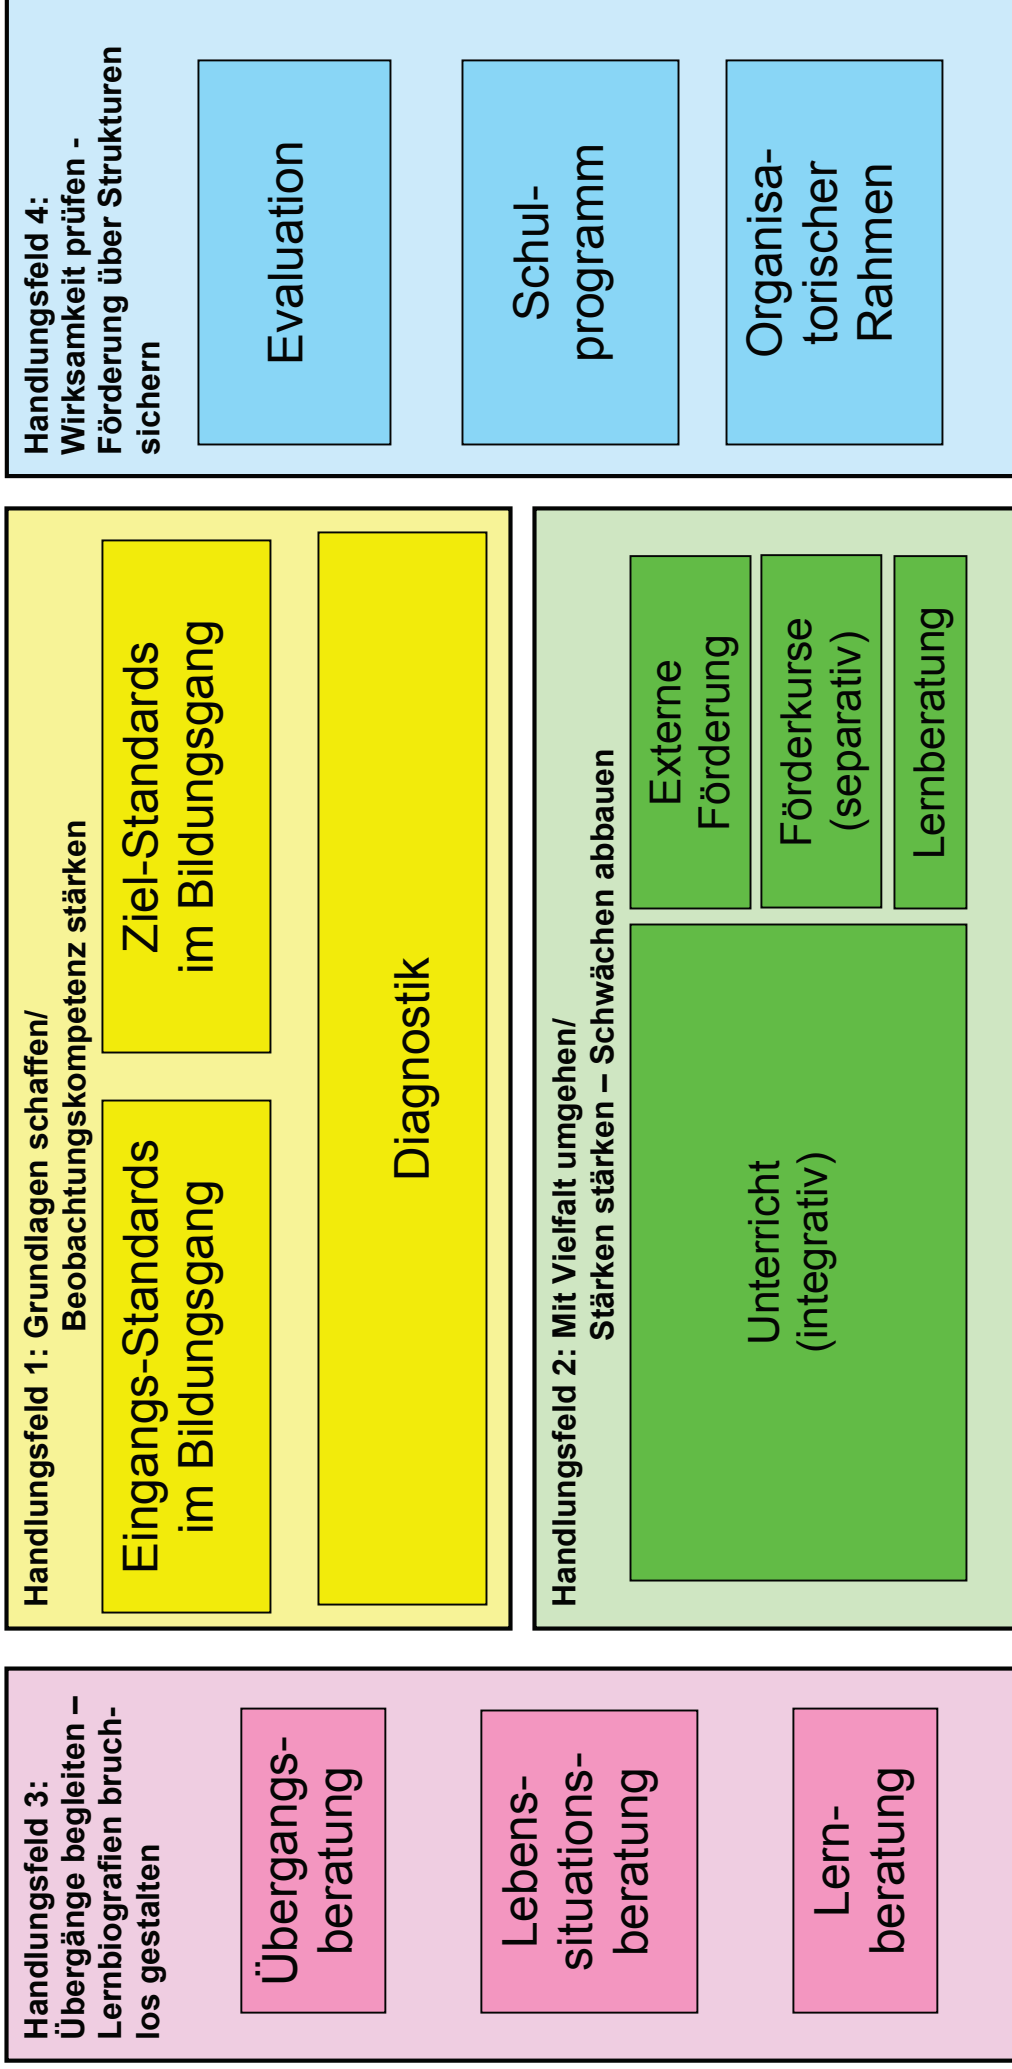 Handlungsfeld 3:
Übergänge begleiten –
Lernbiografien bruch-
los gestalten
Übergangs-
beratung
Lebens-
situations-
beratung
Lern-
beratung
Handlungsfeld 1: Grundlagen schaffen/
Beobachtungskompetenz stärken
Eingangs-Standards
im Bildungsgang
Ziel-Standards
im Bildungsgang
Diagnostik
Handlungsfeld 2: Mit Vielfalt umgehen/
Stärken stärken – Schwächen abbauen
Unterricht
(integrativ)
Externe
Förderung
Förderkurse
(separativ)
Lernberatung
Handlungsfeld 4:
Wirksamkeit prüfen -
Förderung über Strukturen
sichern
Evaluation
Schul-
programm
Organisa-
torischer
Rahmen